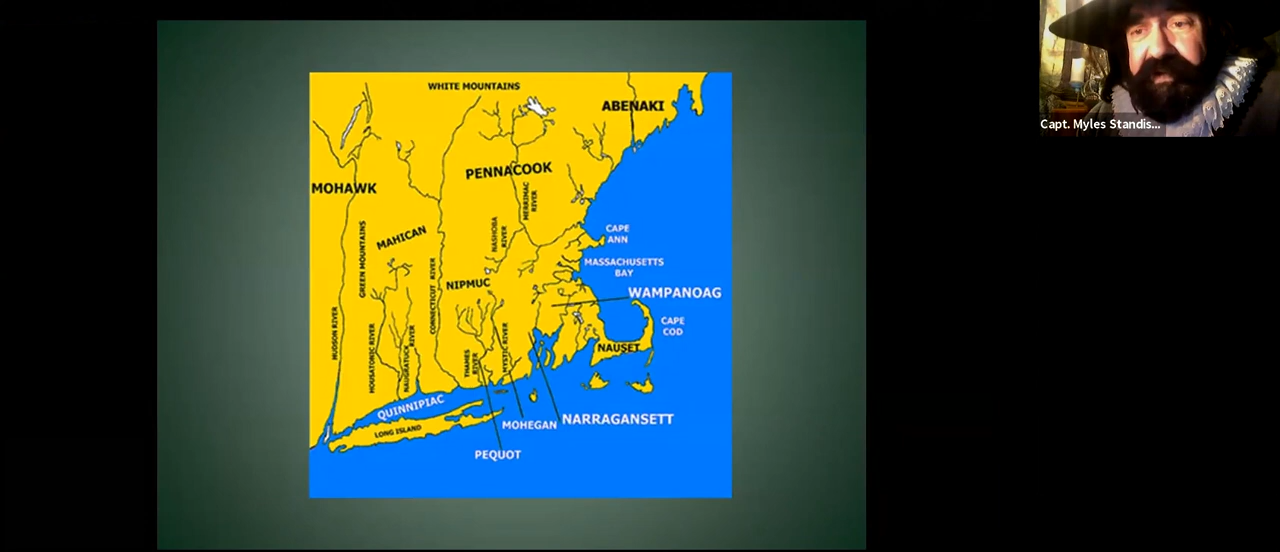 Capt. Myles Standis...
WHITE MOUNTAINS
ABENAKI
PENNACOOK
MOHAWK
MERRIMAC
RIVER
MAHICAN
GREEN MOUNTAINS
NASHOBA
RIVER
CAPE
ANN
MASSACHUSETTS
BAY
NIPMUC
WAMPANOAG
CONNECTICUT RIVER
CAPE
COD
HUDSON RIVER
HOUSATONIC RIVER
NAUGRATUCK
RIVER
THAMES
RIVER
MYSTIC RIVER
NAUSET
QUINNIPIAC
LONG ISLAND
MOHEGAN
NARRAGANSETT
PEQUOT